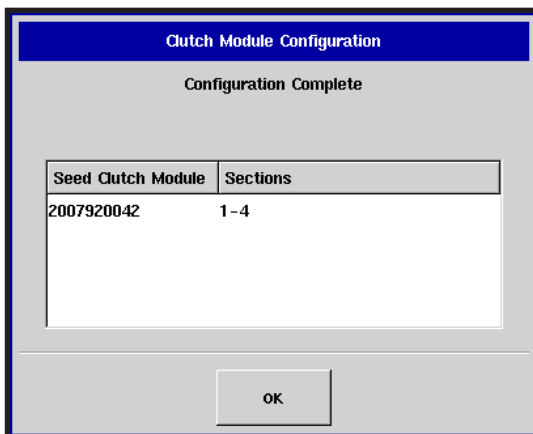 Clutch Module Configuration
Configuration Complete
Seed Clutch Module Sections
2007920042 1-4
OK